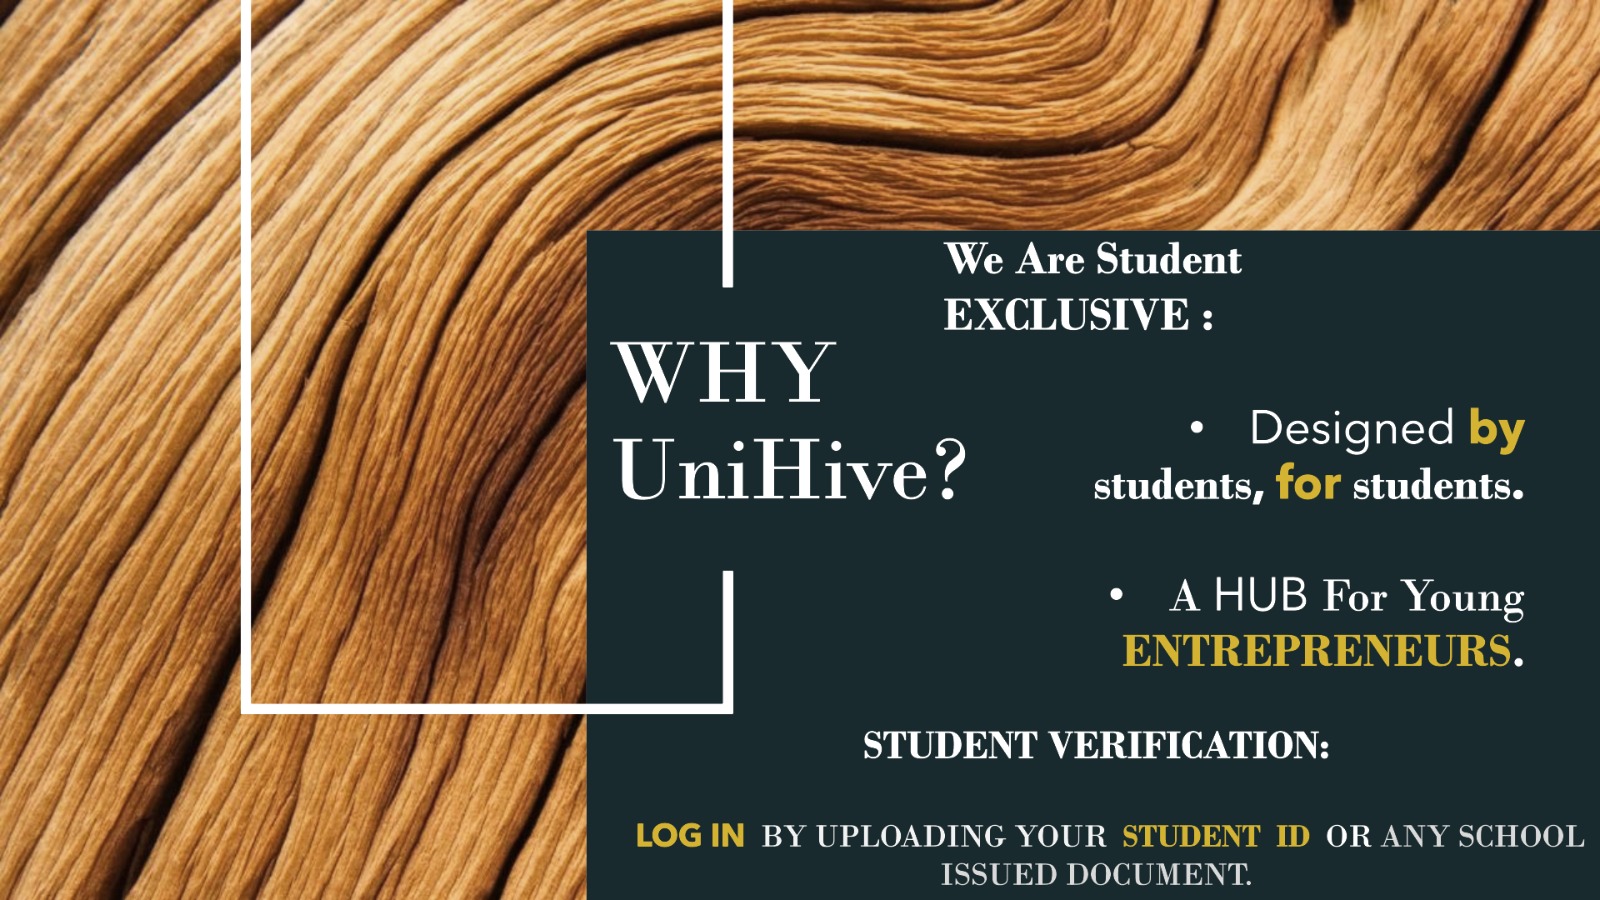 WHY
UniHive?
We Are Student
EXCLUSIVE :
• Designed by
students, for students.
• A HUB For Young
ENTREPRENEURS.
STUDENT VERIFICATION:
LOG IN BY UPLOADING YOUR STUDENT ID OR ANY SCHOOL
ISSUED DOCUMENT.